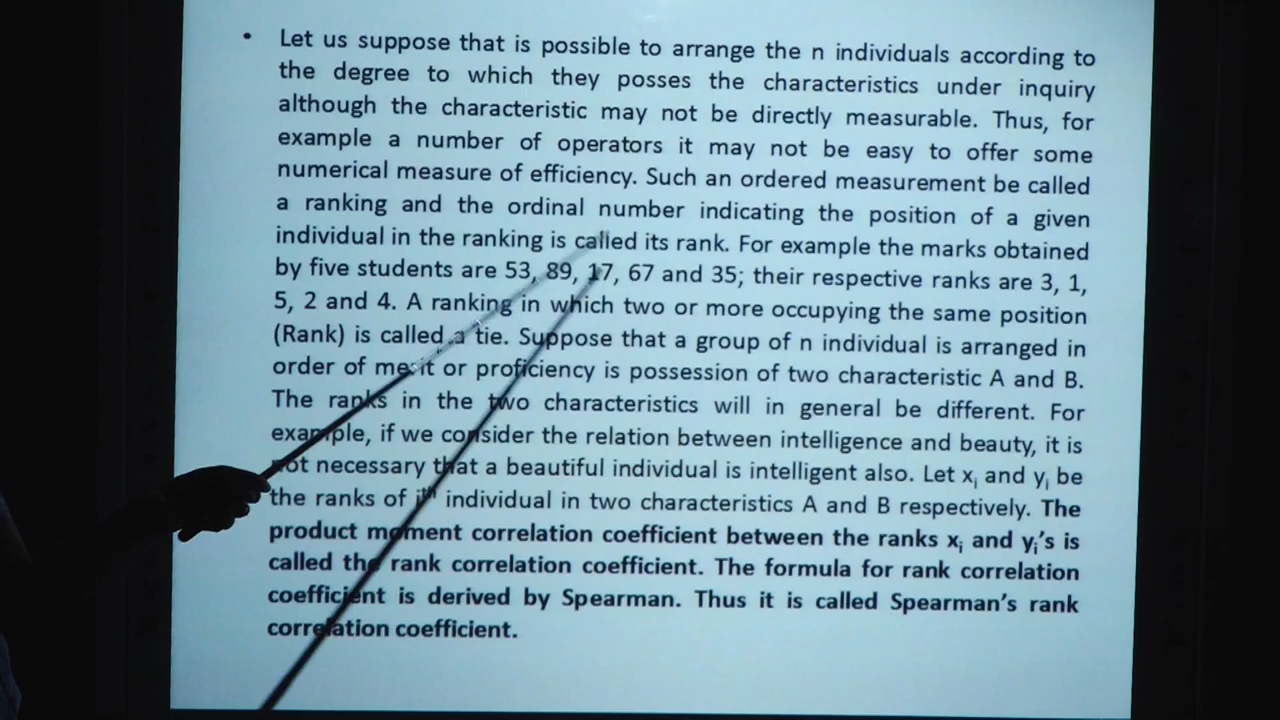 • Let us suppose that is possible to arrange the n individuals according to
the degree to which they posses the characteristics under inquiry
although the characteristic may not be directly measurable. Thus, for
example a number of operators it may not be easy to offer some
numerical measure of efficiency. Such an ordered measurement be called
a ranking and the ordinal number indicating the position of a given
individual in the ranking is called its rank. For example the marks obtained
by five students are 53, 89, 17, 67 and 35; their respective ranks are 3, 1,
5, 2 and 4. A ranking in which two or more occupying the same position
(Rank) is called a tie. Suppose that a group of n individual is arranged in
order of merit or proficiency is possession of two characteristic A and B.
The ranks in the two characteristics will in general be different. For
example, if we consider the relation between intelligence and beauty, it is
not necessary that a beautiful individual is intelligent also. Let xᵢ and yᵢ be
the ranks of iᵗʰ individual in two characteristics A and B respectively. The
product moment correlation coefficient between the ranks xᵢ and yᵢ's is
called the rank correlation coefficient. The formula for rank correlation
coefficient is derived by Spearman. Thus it is called Spearman's rank
correlation coefficient.